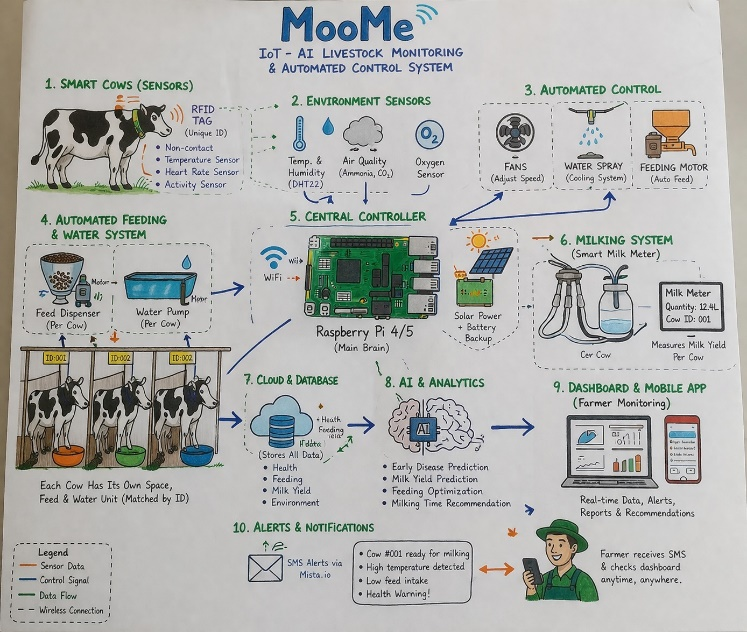 MooMe
IoT - AI LIVESTOCK MONITORING
& AUTOMATED CONTROL SYSTEM
1. SMART COWS (SENSORS)
RFID
TAG
(Unique ID)
Non-contact
• Temperature Sensor
• Heart Rate Sensor
• Activity Sensor
2. ENVIRONMENT SENSORS
Temp. &
Humidity
(DHT22)
Air Quality
(Ammonia, CO₂)
O₂
Oxygen
Sensor
3. AUTOMATED CONTROL
FANS
(Adjust Speed)
WATER SPRAY
(Cooling System)
FEEDING MOTOR
(Auto Feed)
4. AUTOMATED FEEDING
& WATER SYSTEM
Motor
Feed Dispenser
(Per Cow)
Motor
Water Pump
(Per Cow)
ID:001
ID:002
ID:002
Each Cow Has Its Own Space,
Feed & Water Unit (Matched by ID)
5. CENTRAL CONTROLLER
WiFi
Raspberry Pi 4/5
(Main Brain)
Solar Power
+ Battery
Backup
6. MILKING SYSTEM
(Smart Milk Meter)
Milk Meter
Quantity: 12.4L
Cow ID: 001
Cer Cow
Measures Milk Yield
Per Cow
7. CLOUD & DATABASE
(Stores All Data)
• Health
• Feeding
• Milk Yield
• Environment
8. AI & ANALYTICS
AI
• Early Disease Prediction
• Milk Yield Prediction
• Feeding Optimization
• Milking Time Recommendation
9. DASHBOARD & MOBILE APP
(Farmer Monitoring)
Real-time Data, Alerts,
Reports & Recommendations
10. ALERTS & NOTIFICATIONS
SMS Alerts via
Mista.io
• Cow #001 ready for milking
• High temperature detected
• Low feed intake
• Health Warning!
Farmer receives SMS
& checks dashboard
anytime, anywhere.
Legend
Sensor Data
Control Signal
Data Flow
Wireless Connection